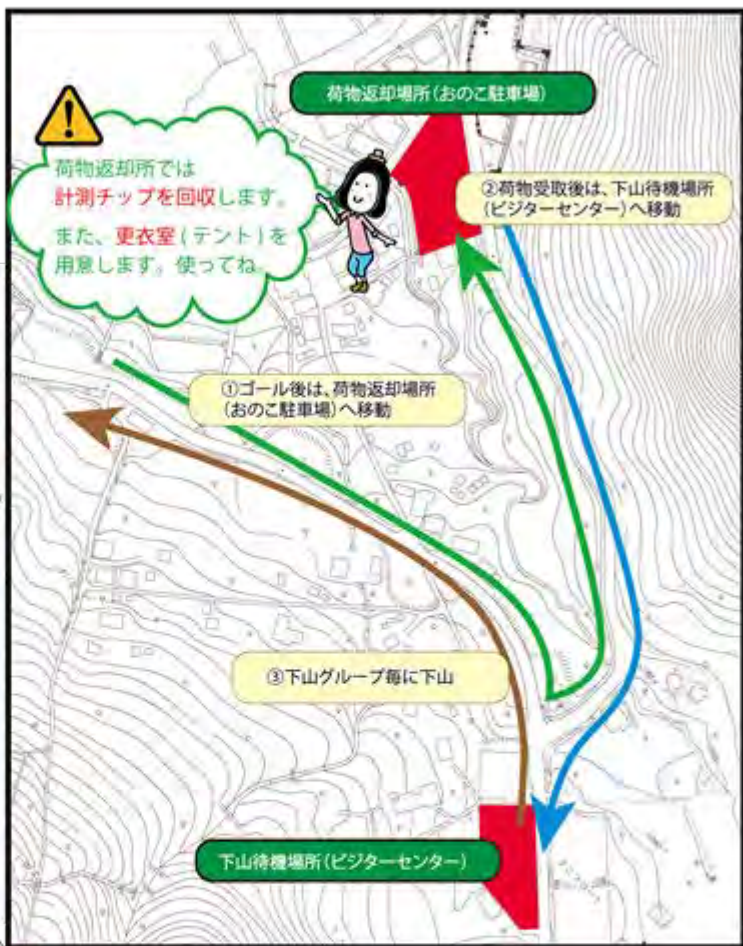 荷物返却場所(おのこ駐車場)
荷物返却所では
計測チップを回収します。
また、更衣室(テント)を
用意します。使ってね。
②荷物受取後は、下山待機場所
(ビジターセンター)へ移動
①ゴール後は、荷物返却場所
(おのこ駐車場)へ移動
③下山グループ毎に下山
下山待機場所(ビジターセンター)